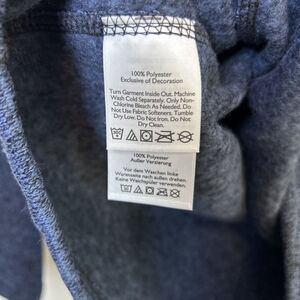 100% Polyester
Exclusive of Decoration
Turn Garment Inside Out. Machine
Wash Cold Separately, Only Non-
Chlorine Bleach As Needed, Do
Not Use Fabric Softeners, Tumble
Dry Low, Do Not Iron. Do Not
Dry Clean.
100% Polyester
Außer Verzierung
Vor dem Waschen linke
Warenseite nach außen drehen.
Keine Weichspüler verwenden.